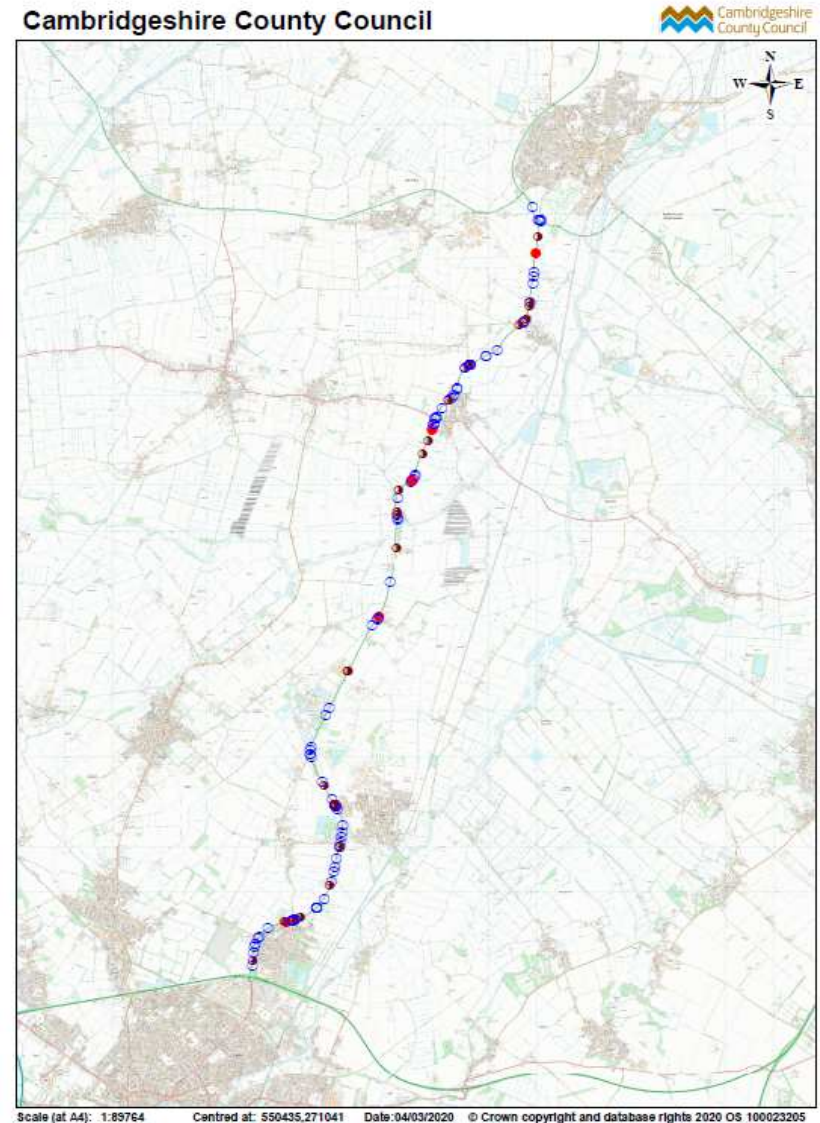 Cambridgeshire County Council
Cambridgeshire
County Council
N
W E
S
Scale (at A4): 1:89764 Centred at: 550435,271041 Date:04/03/2020 © Crown copyright and database rights 2020 OS 100023205